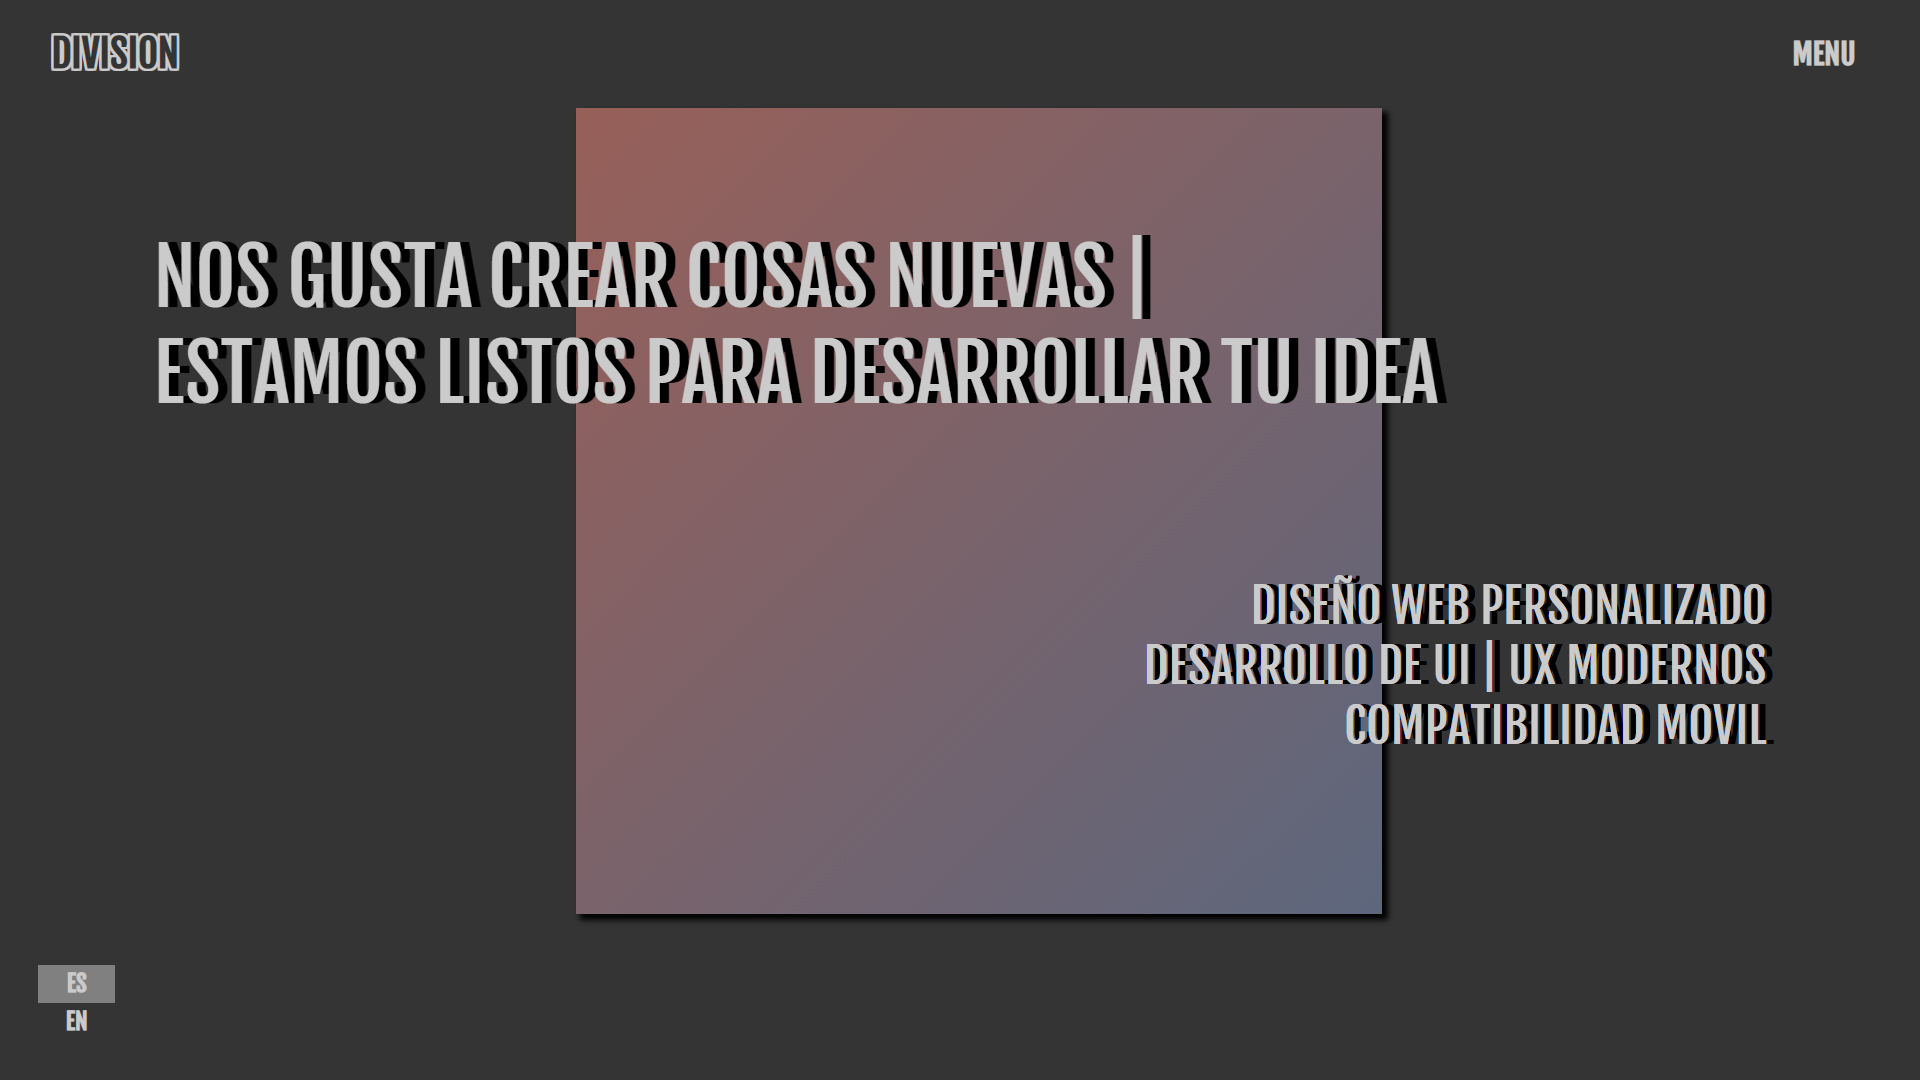 DIVISION
MENU
NOS GUSTA CREAR COSAS NUEVAS |
ESTAMOS LISTOS PARA DESARROLLAR TU IDEA
DISEÑO WEB PERSONALIZADO
DESARROLLO DE UI | UX MODERNOS
COMPATIBILIDAD MOVIL
ES
EN